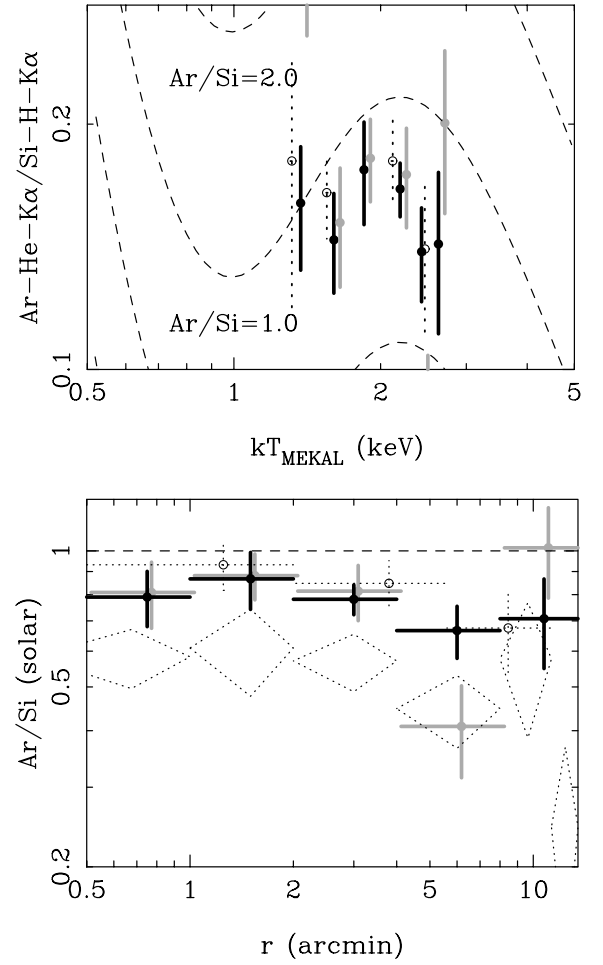 Ar−He−Kα/Si−H−Kα
0.2
0.1
Ar/Si=2.0
Ar/Si=1.0
0.5 1 2 5
kT_MEKAL (keV)
Ar/Si (solar)
1
0.5
0.2
0.5 1 2 5 10
r (arcmin)